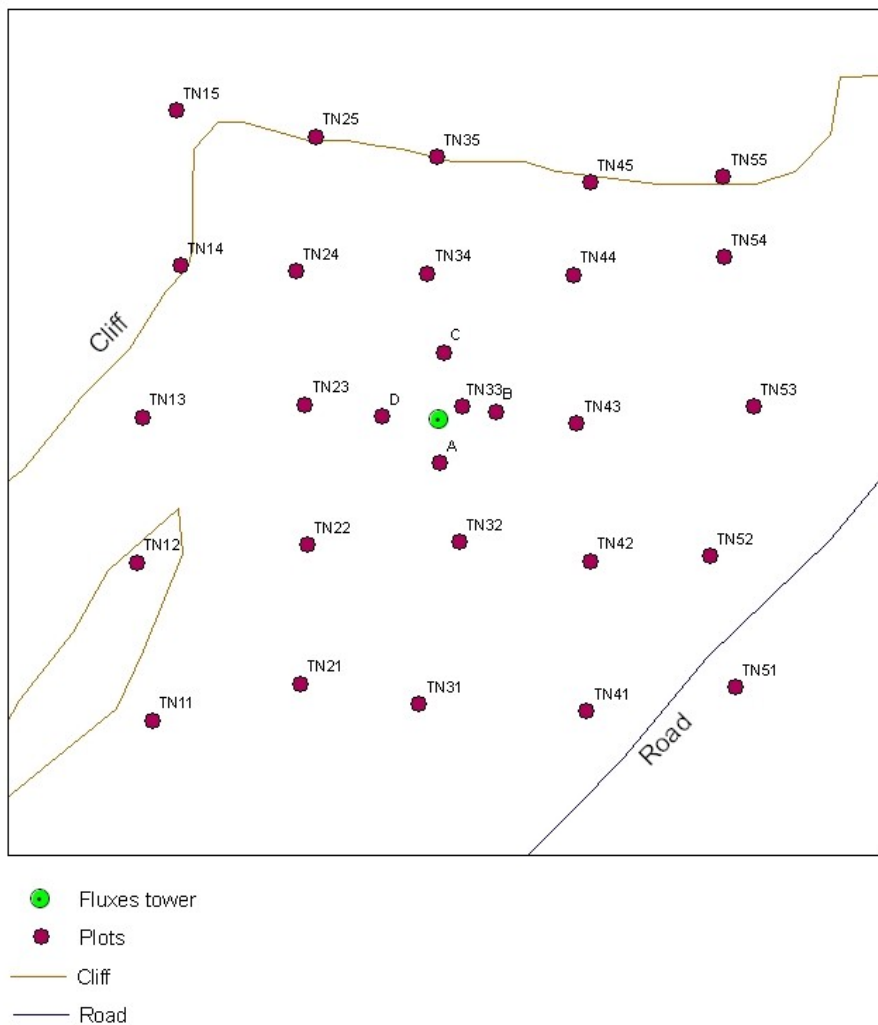 TN15
TN25
TN35
TN45
TN55
TN14
TN24
TN34
TN44
TN54
Cliff
C
TN13
TN23
D
TN33
B
TN43
TN53
A
TN12
TN22
TN32
TN42
TN52
TN11
TN21
TN31
TN41
TN51
Road
Fluxes tower
Plots
Cliff
Road